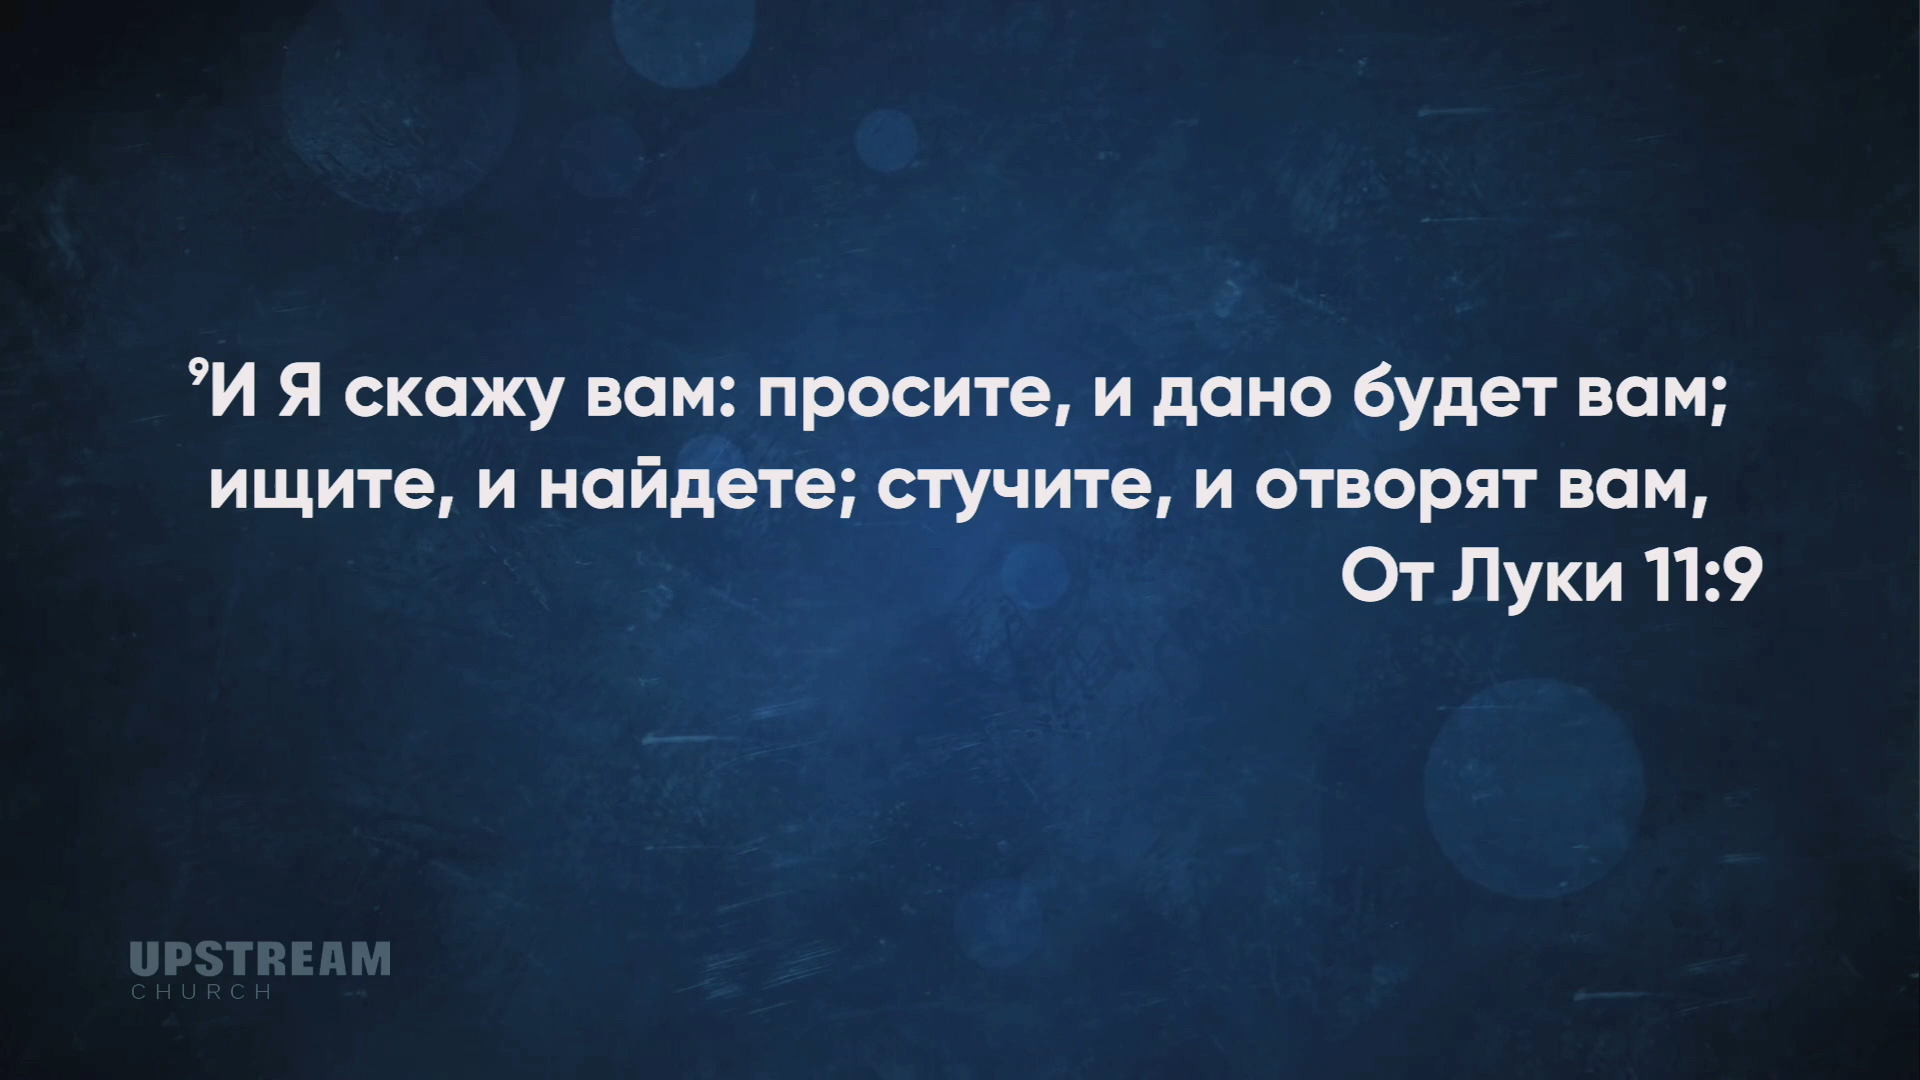 ⁹И Я скажу вам: просите, и дано будет вам;
ищите, и найдете; стучите, и отворят вам,
От Луки 11:9
UPSTREAM
CHURCH